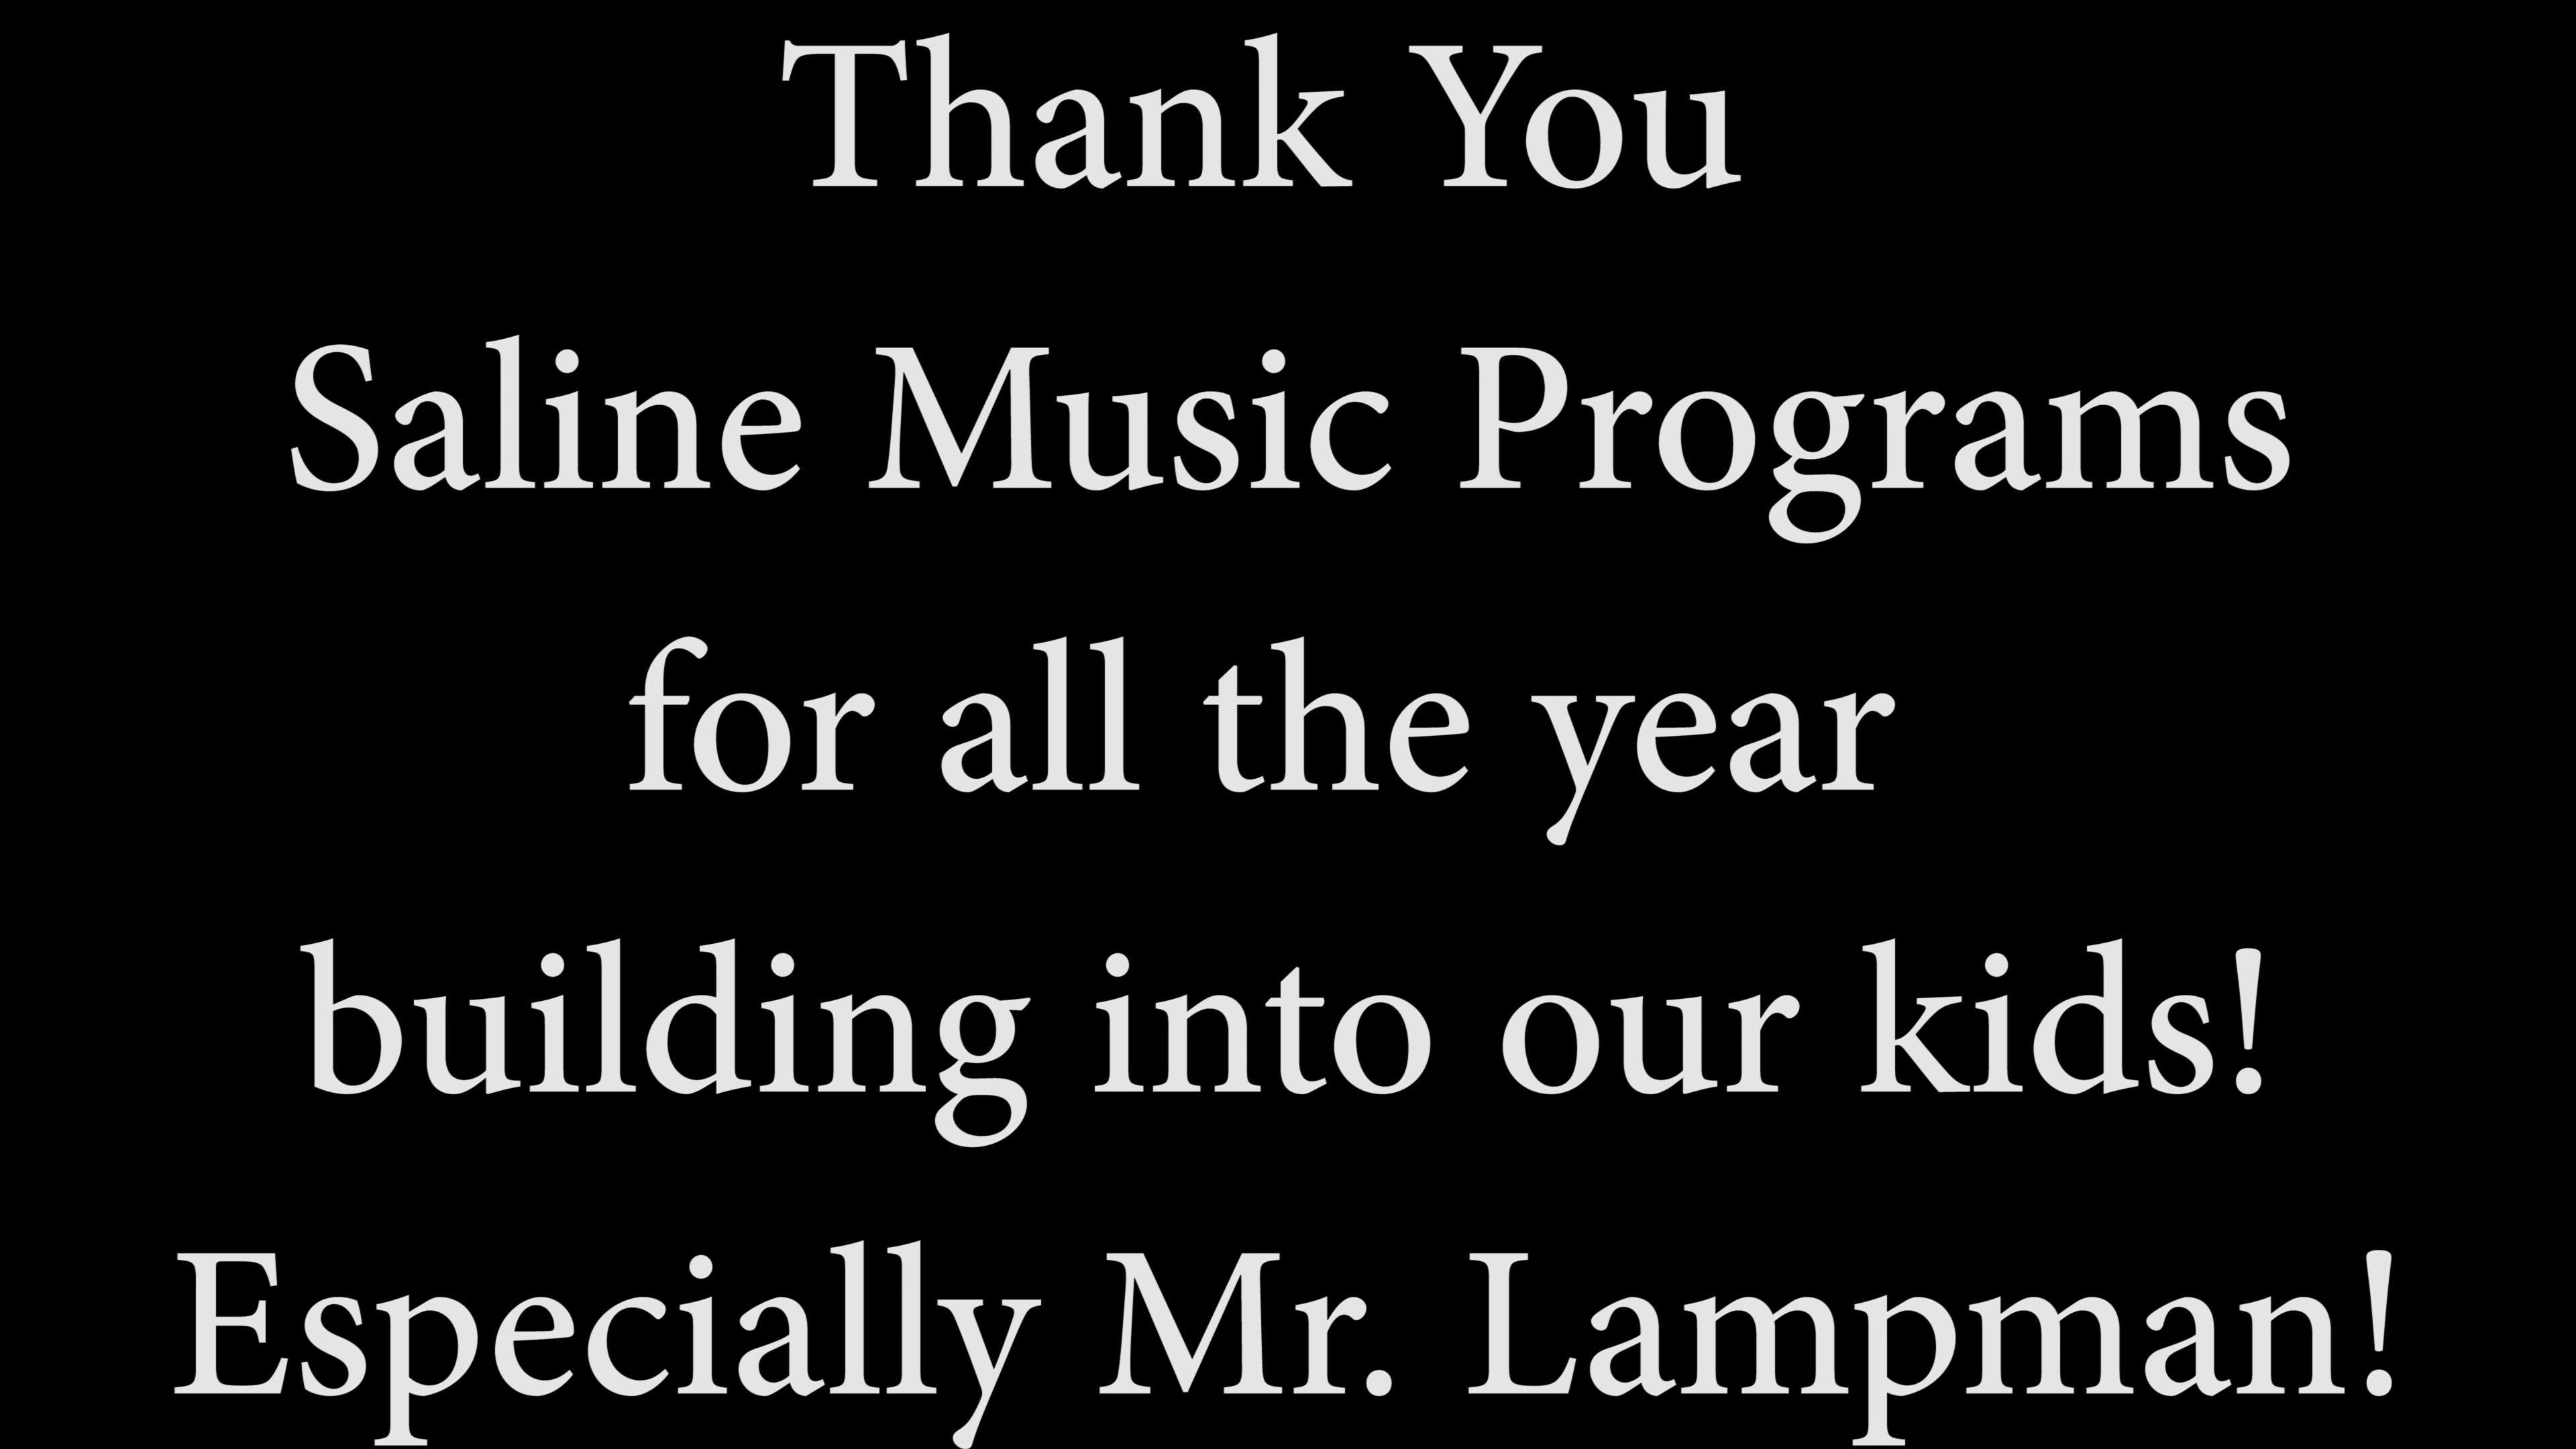 Thank You
Saline Music Programs
for all the year
building into our kids!
Especially Mr. Lampman!